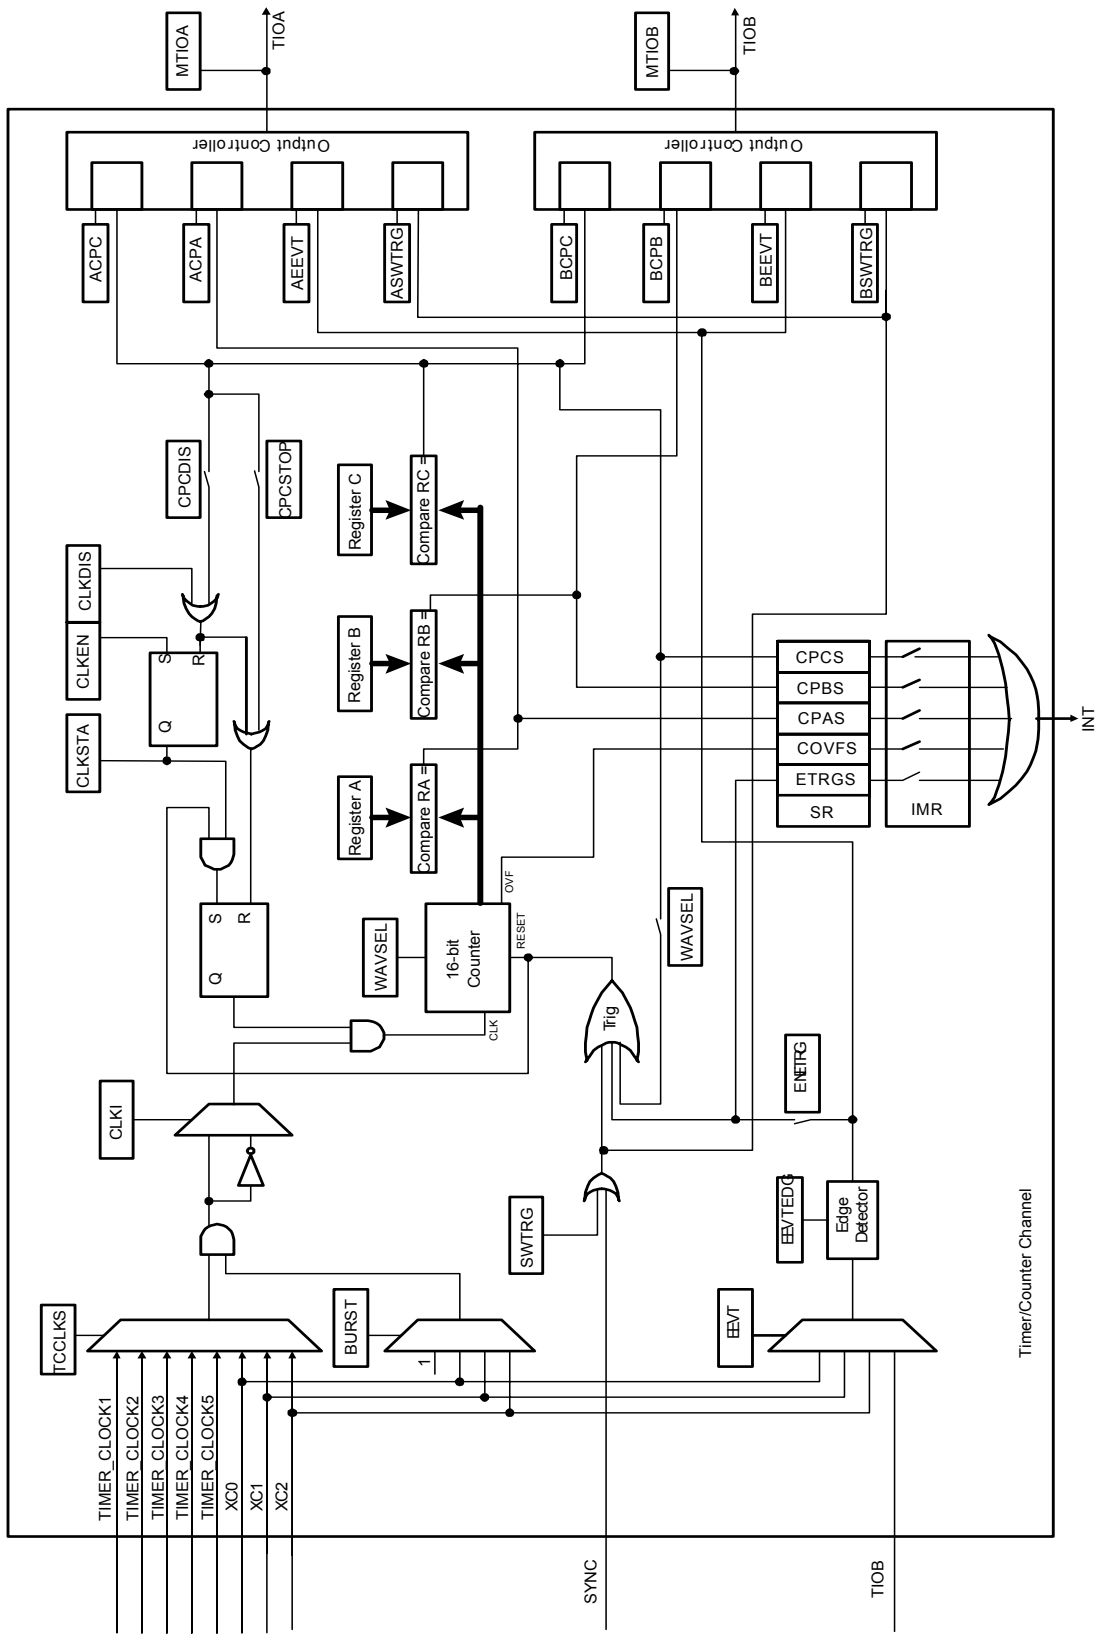 TIMER_CLOCK1
TIMER_CLOCK2
TIMER_CLOCK3
TIMER_CLOCK4
TIMER_CLOCK5
XC0
XC1
XC2
TCCLKS
BURST
1
CLKI
CLKSTA
CLKEN
CLKDIS
Q
S
R
Q
S
R
CPCDIS
CPCSTOP
ACPC
ACPA
AEEVT
ASWTRG
Output Controller
MTIOA
TIOA
Register A
Register B
Register C
Compare RA =
Compare RB =
Compare RC =
WAVSEL
16-bit
Counter
CLK
RESET
OVF
SYNC
SWTRG
Trig
WAVSEL
BCPC
BCPB
BEEVT
BSWTRG
Output Controller
MTIOB
TIOB
TIOB
EEVT
EEVTEDG
Edge
Detector
ENETRG
CPCS
CPBS
CPAS
COVFS
ETRGS
SR
IMR
INT
Timer/Counter Channel